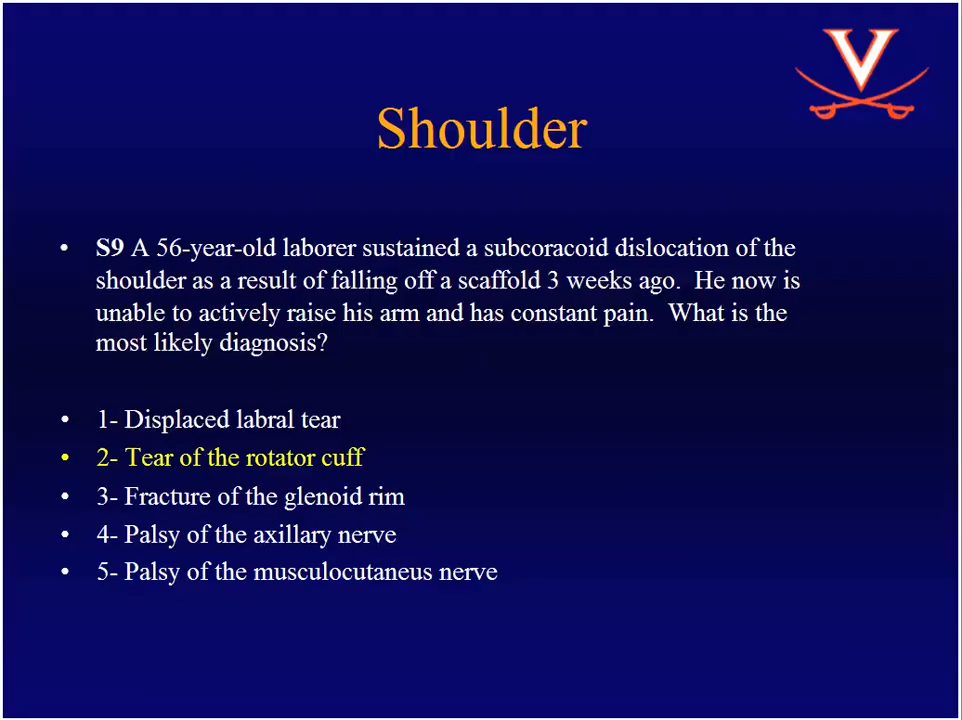 V
Shoulder
• S9 A 56-year-old laborer sustained a subcoracoid dislocation of the
shoulder as a result of falling off a scaffold 3 weeks ago. He now is
unable to actively raise his arm and has constant pain. What is the
most likely diagnosis?
• 1- Displaced labral tear
• 2- Tear of the rotator cuff
• 3- Fracture of the glenoid rim
• 4- Palsy of the axillary nerve
• 5- Palsy of the musculocutaneus nerve